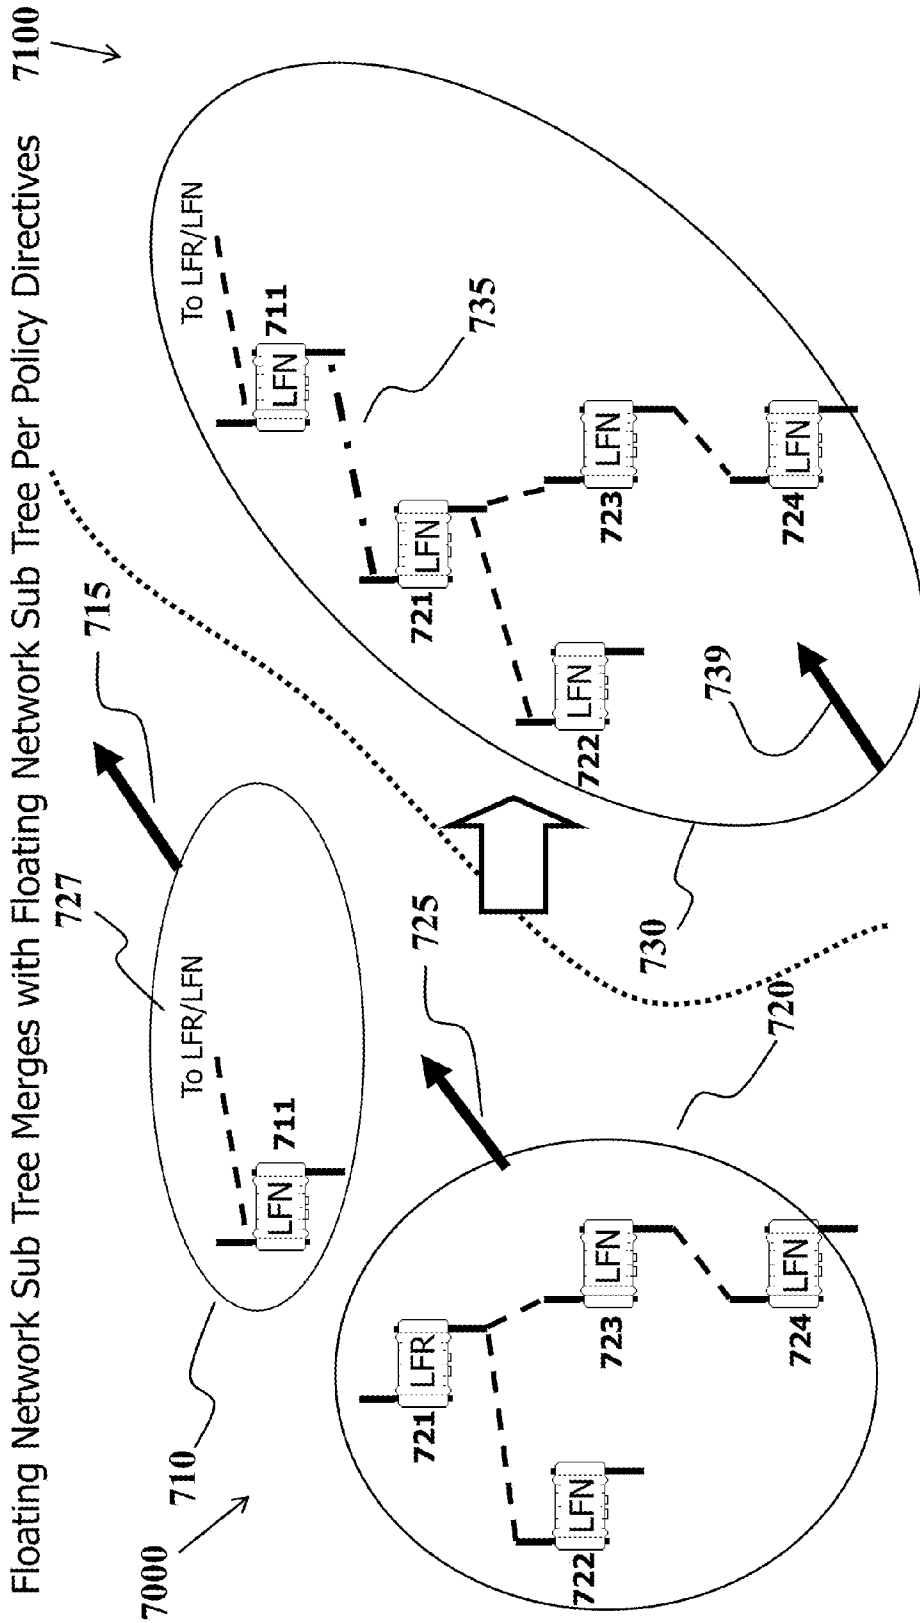 Floating Network Sub Tree Merges with Floating Network Sub Tree Per Policy Directives
7000
7100
710
727
715
To LFR/LFN
LFN
711
720
725
LFR
721
LFN
722
LFN
723
LFN
724
730
To LFR/LFN
LFN
711
735
LFN
721
LFN
722
LFN
723
LFN
724
739